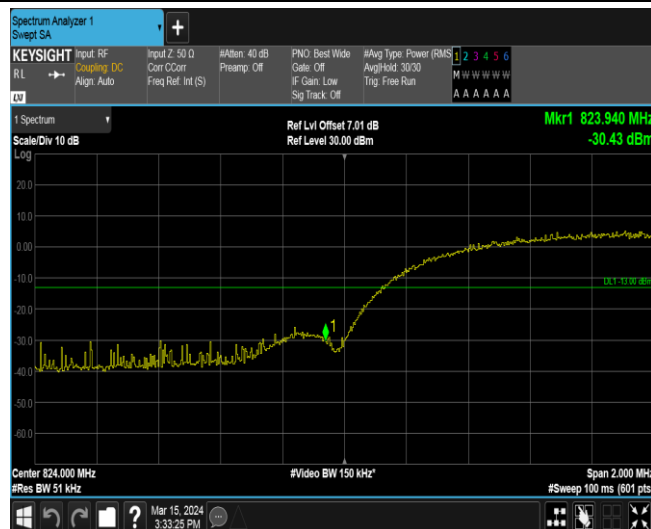 Spectrum Analyzer 1
Swept SA
+
KEYSIGHT
RL
LXI
Input: RF
Coupling: DC
Align: Auto
Input Z: 50 Ω
Corr CCorr
Freq Ref: Int (S)
#Atten: 40 dB
Preamp: Off
PNO: Best Wide
Gate: Off
IF Gain: Low
Sig Track: Off
#Avg Type: Power (RMS
Avg|Hold: 30/30
Trig: Free Run
1 2 3 4 5 6
M W W W W W
A A A A A A
1 Spectrum
Scale/Div 10 dB
Log
Ref Lvl Offset 7.01 dB
Ref Level 30.00 dBm
Mkr1 823.940 MHz
-30.43 dBm
20.0
10.0
0.00
-10.0
DL1 -13.00 dBm
-20.0
1
-30.0
-40.0
-50.0
-60.0
Center 824.000 MHz
#Video BW 150 kHz*
Span 2.000 MHz
#Res BW 51 kHz
#Sweep 100 ms (601 pts)
?
Mar 15, 2024
3:33:25 PM